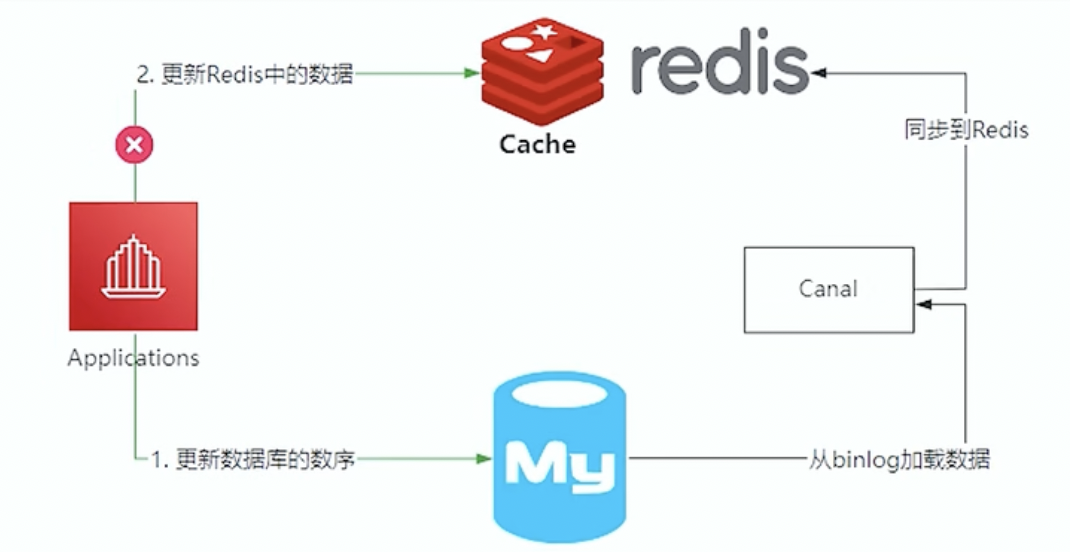 2. 更新Redis中的数据
redis
Cache
同步到Redis
Canal
Applications
My
1. 更新数据库的数序
从binlog加载数据